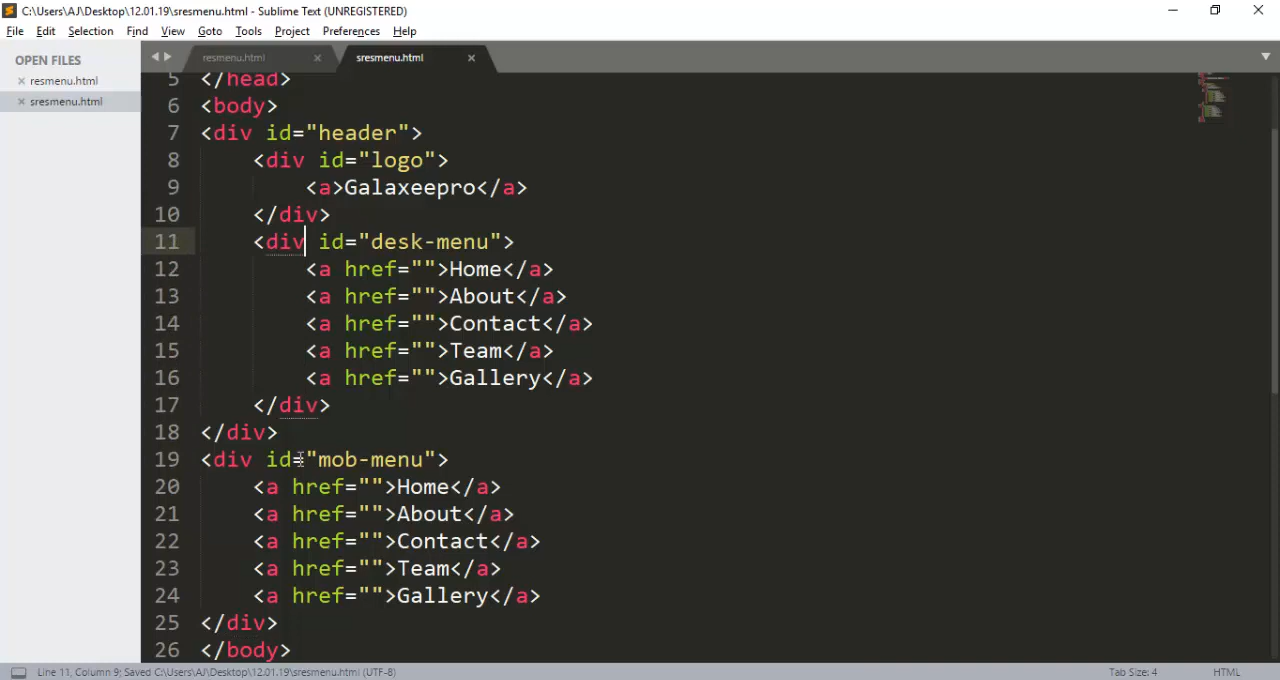 C:\Users\AJ\Desktop\12.01.19\sresmenu.html - Sublime Text (UNREGISTERED)
File Edit Selection Find View Goto Tools Project Preferences Help
OPEN FILES
resmenu.html
sresmenu.html
resmenu.html
sresmenu.html
5 </head>
6 <body>
7 <div id="header">
8 <div id="logo">
9 <a>Galaxeepro</a>
10 </div>
11 <div id="desk-menu">
12 <a href="">Home</a>
13 <a href="">About</a>
14 <a href="">Contact</a>
15 <a href="">Team</a>
16 <a href="">Gallery</a>
17 </div>
18 </div>
19 <div id="mob-menu">
20 <a href="">Home</a>
21 <a href="">About</a>
22 <a href="">Contact</a>
23 <a href="">Team</a>
24 <a href="">Gallery</a>
25 </div>
26 </body>
Line 11, Column 9; Saved C:\Users\AJ\Desktop\12.01.19\sresmenu.html (UTF-8)
Tab Size: 4
HTML